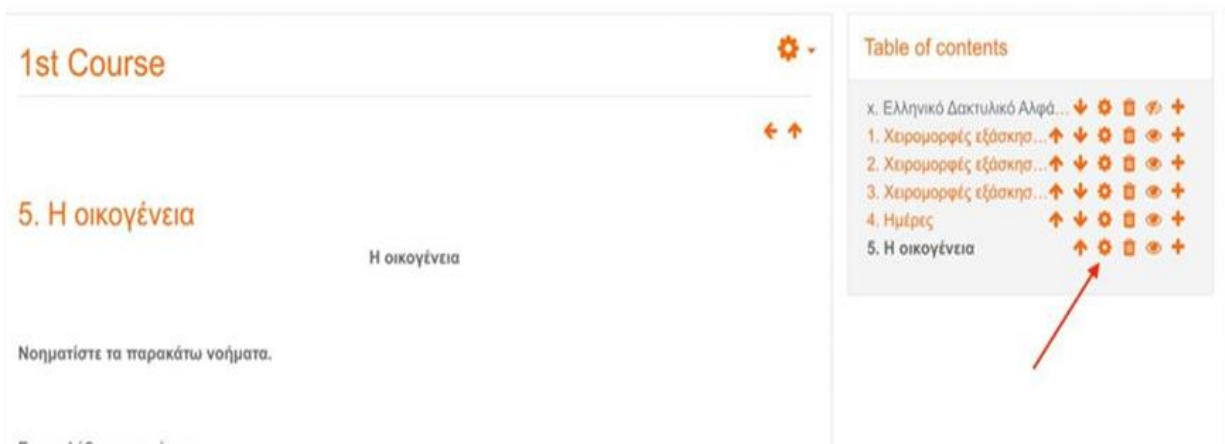 1st Course
5. Η οικογένεια
Η οικογένεια
Νοηματίστε τα παρακάτω νοήματα.
Table of contents
x. Ελληνικό Δακτυλικό Αλφά...
1. Χειρομορφές εξάσκησ...
2. Χειρομορφές εξάσκησ...
3. Χειρομορφές εξάσκησ...
4. Ημέρες
5. Η οικογένεια